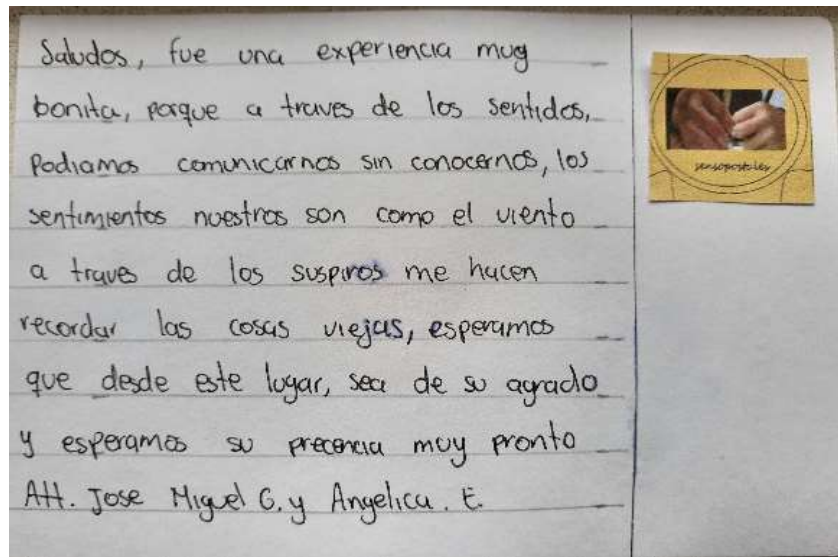 Saludos, fue una experiencia muy
bonita, porque a traves de los sentidos,
Podiamos comunicarnos sin conocernos, los
sentimientos nuestros son como el viento
a traves de los suspiros me hacen
recordar las cosas viejas, esperamos
que desde este lugar, sea de su agrado
y esperamos su precencia muy pronto
Att. Jose Miguel G. y Angelica. E.
sensopostales